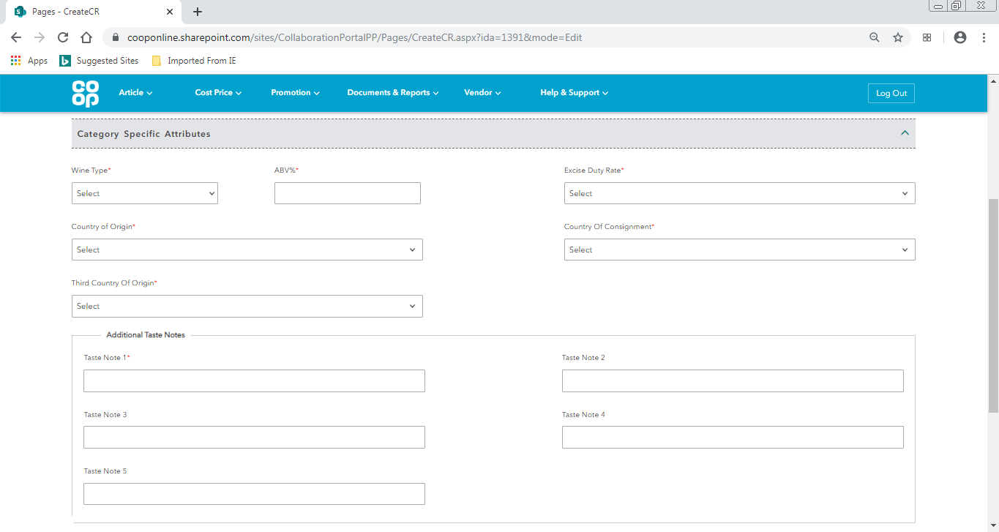 Pages - CreateCR
cooponline.sharepoint.com/sites/CollaborationPortalPP/Pages/CreateCR.aspx?ida=1391&mode=Edit
Apps Suggested Sites Imported From IE
CO
OP
Article Cost Price Promotion Documents & Reports Vendor Help & Support Log Out
Category Specific Attributes
Wine Type* ABV%* Excise Duty Rate*
Select Select
Country of Origin* Country Of Consignment*
Select Select
Third Country Of Origin*
Select
Additional Taste Notes
Taste Note 1* Taste Note 2
Taste Note 3 Taste Note 4
Taste Note 5